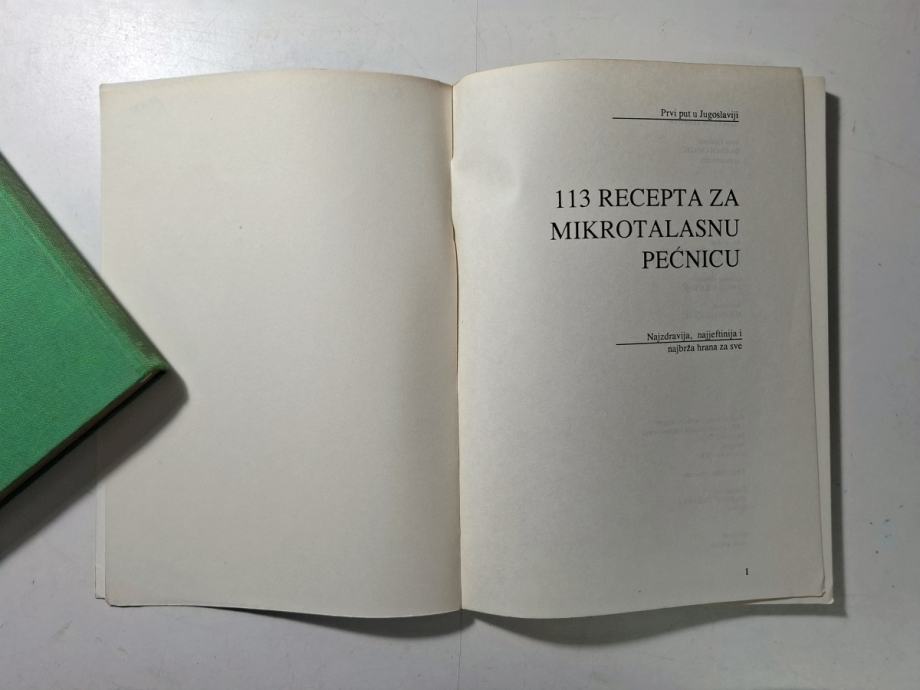 Prvi put u Jugoslaviji
113 RECEPTA ZA
MIKROTALASNU
PEĆNICU
Najzdravija, najjeftinija i
najbrža hrana za sve
1